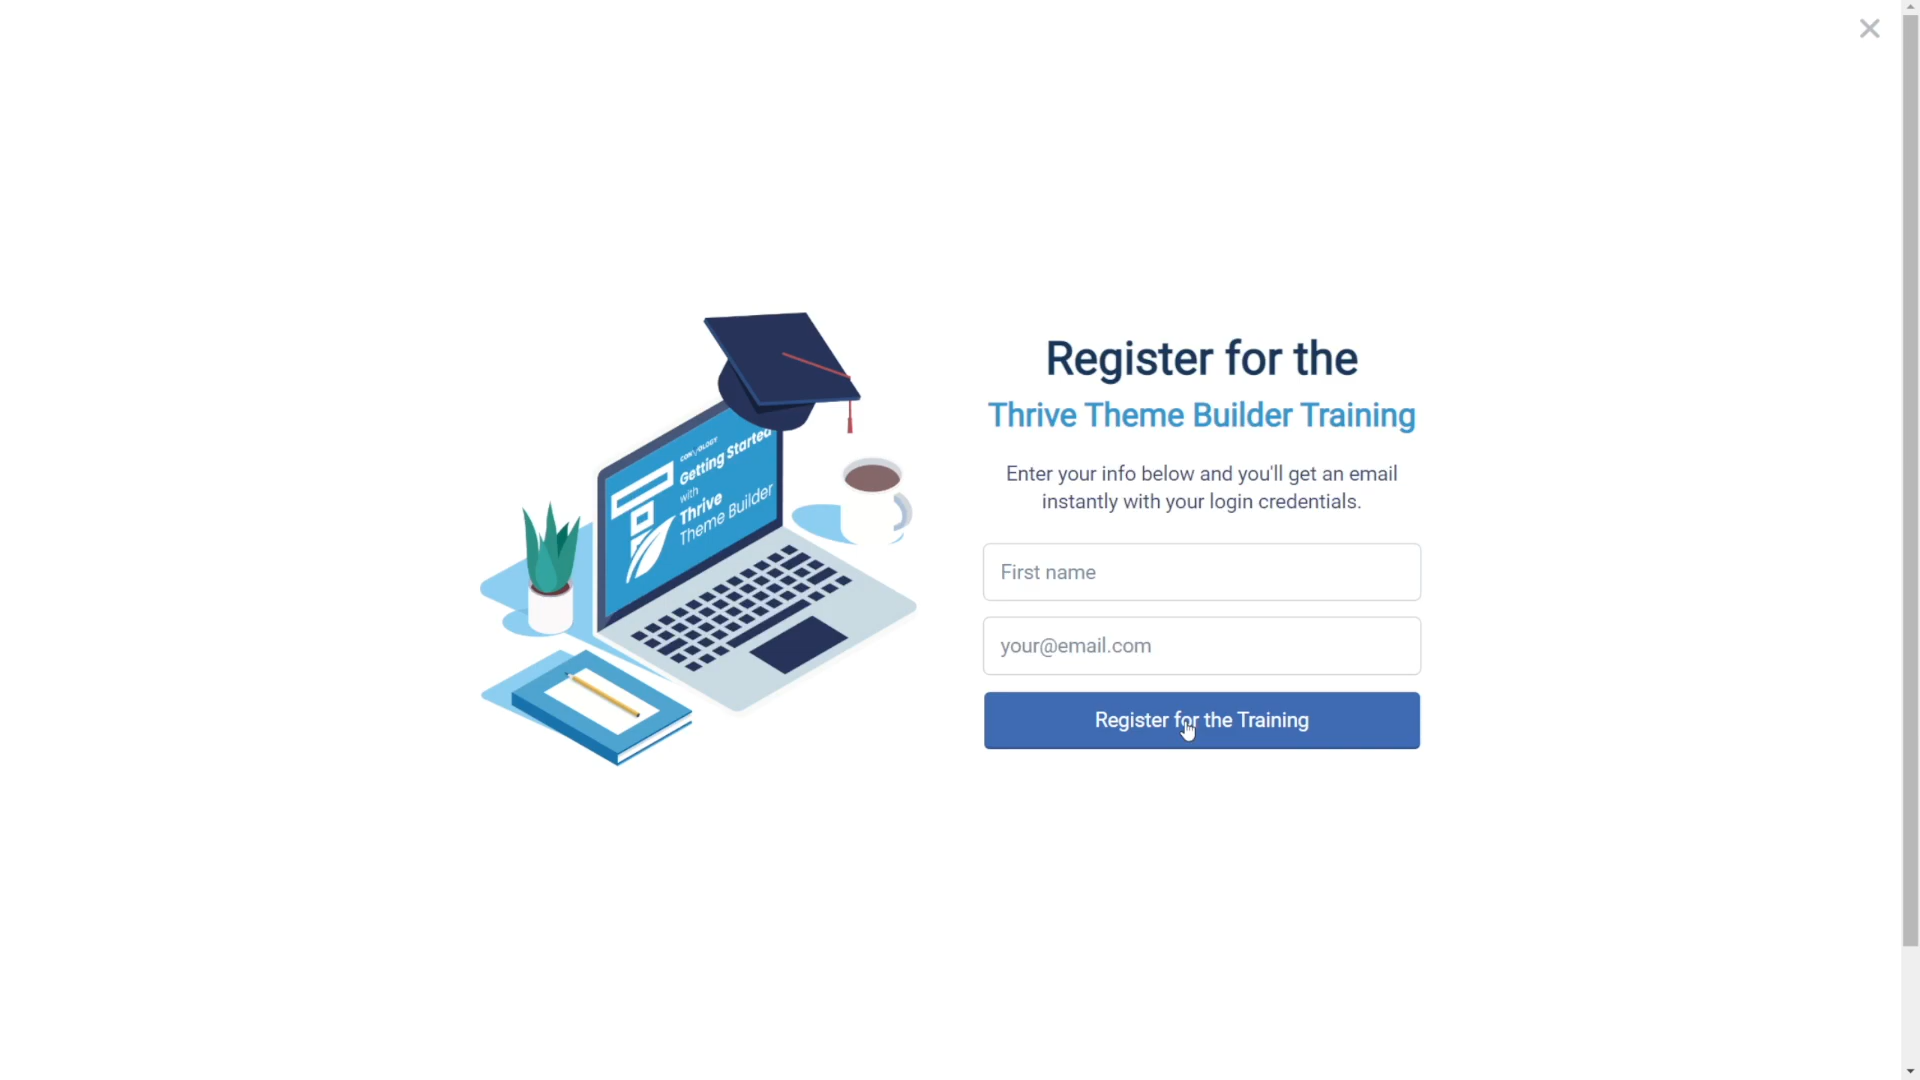 Getting Started
with
Thrive
Theme Builder
Register for the
Thrive Theme Builder Training
Enter your info below and you'll get an email
instantly with your login credentials.
First name
your@email.com
Register for the Training